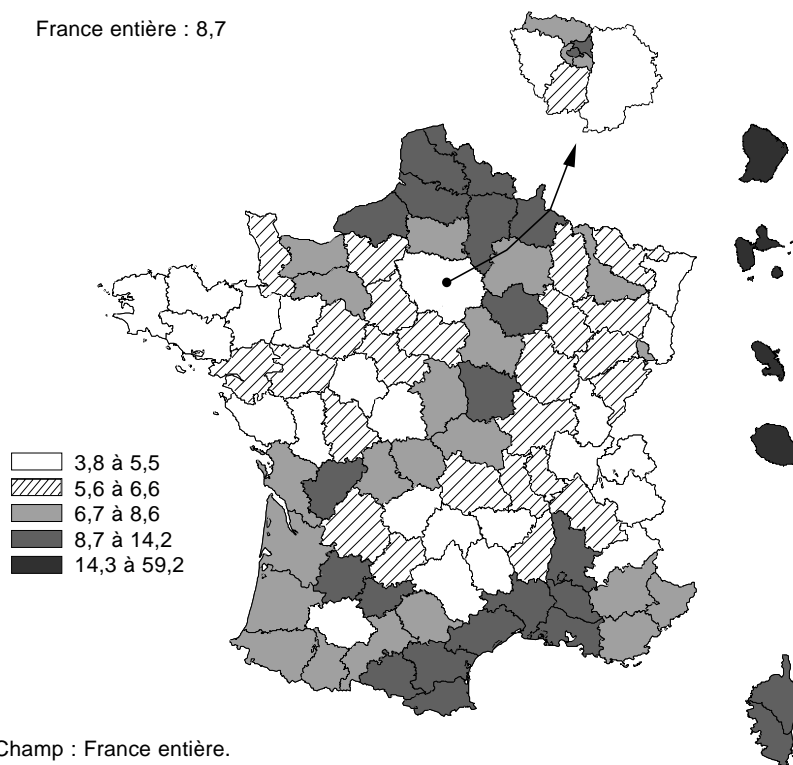 France entière : 8,7
3,8 à 5,5
5,6 à 6,6
6,7 à 8,6
8,7 à 14,2
14,3 à 59,2
Champ : France entière.